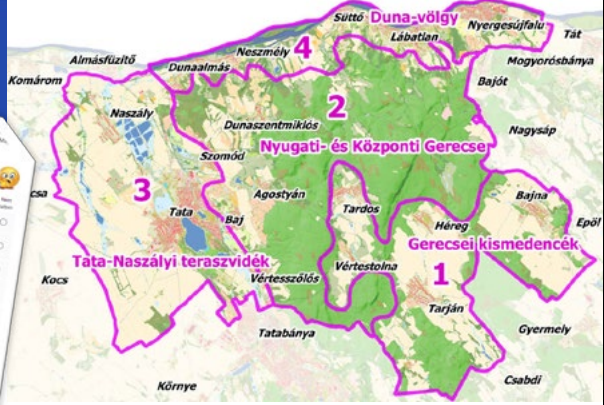 Süttő
Duna-völgy
Nyergesújfalu
Lábatlan
Tát
Neszmély
4
Almásfüzitő
Dunaalmás
Mogyorósbánya
Komárom
Bajót
Naszály
2
Dunaszentmiklós
Nagysáp
Nyugati- és Központi Gerecse
Szomód
3
Agostyán
Bajna
csa
Tata
Baj
Tardos
Héreg
Epöl
Gerecsei kismedencék
Tata-Naszályi teraszvidék
Kocs
Vértesszőlős
Vértestolna
1
Tarján
Tatabánya
Gyermely
Környe
Csabdi